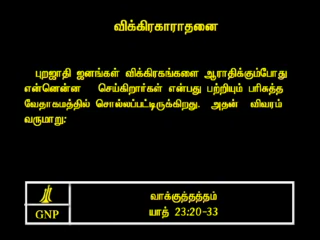 விக்கிரகாராதனை
புறஜாதி ஜனங்கள் விக்கிரகங்களை ஆராதிக்கும்போது
என்னென்ன செய்கிறார்கள் என்பது பற்றியும் பரிசுத்த
வேதாகமத்தில் சொல்லப்பட்டிருக்கிறது. அதன் விவரம்
வருமாறு:
வாக்குத்தத்தம்
GNP யாத் 23:20-33